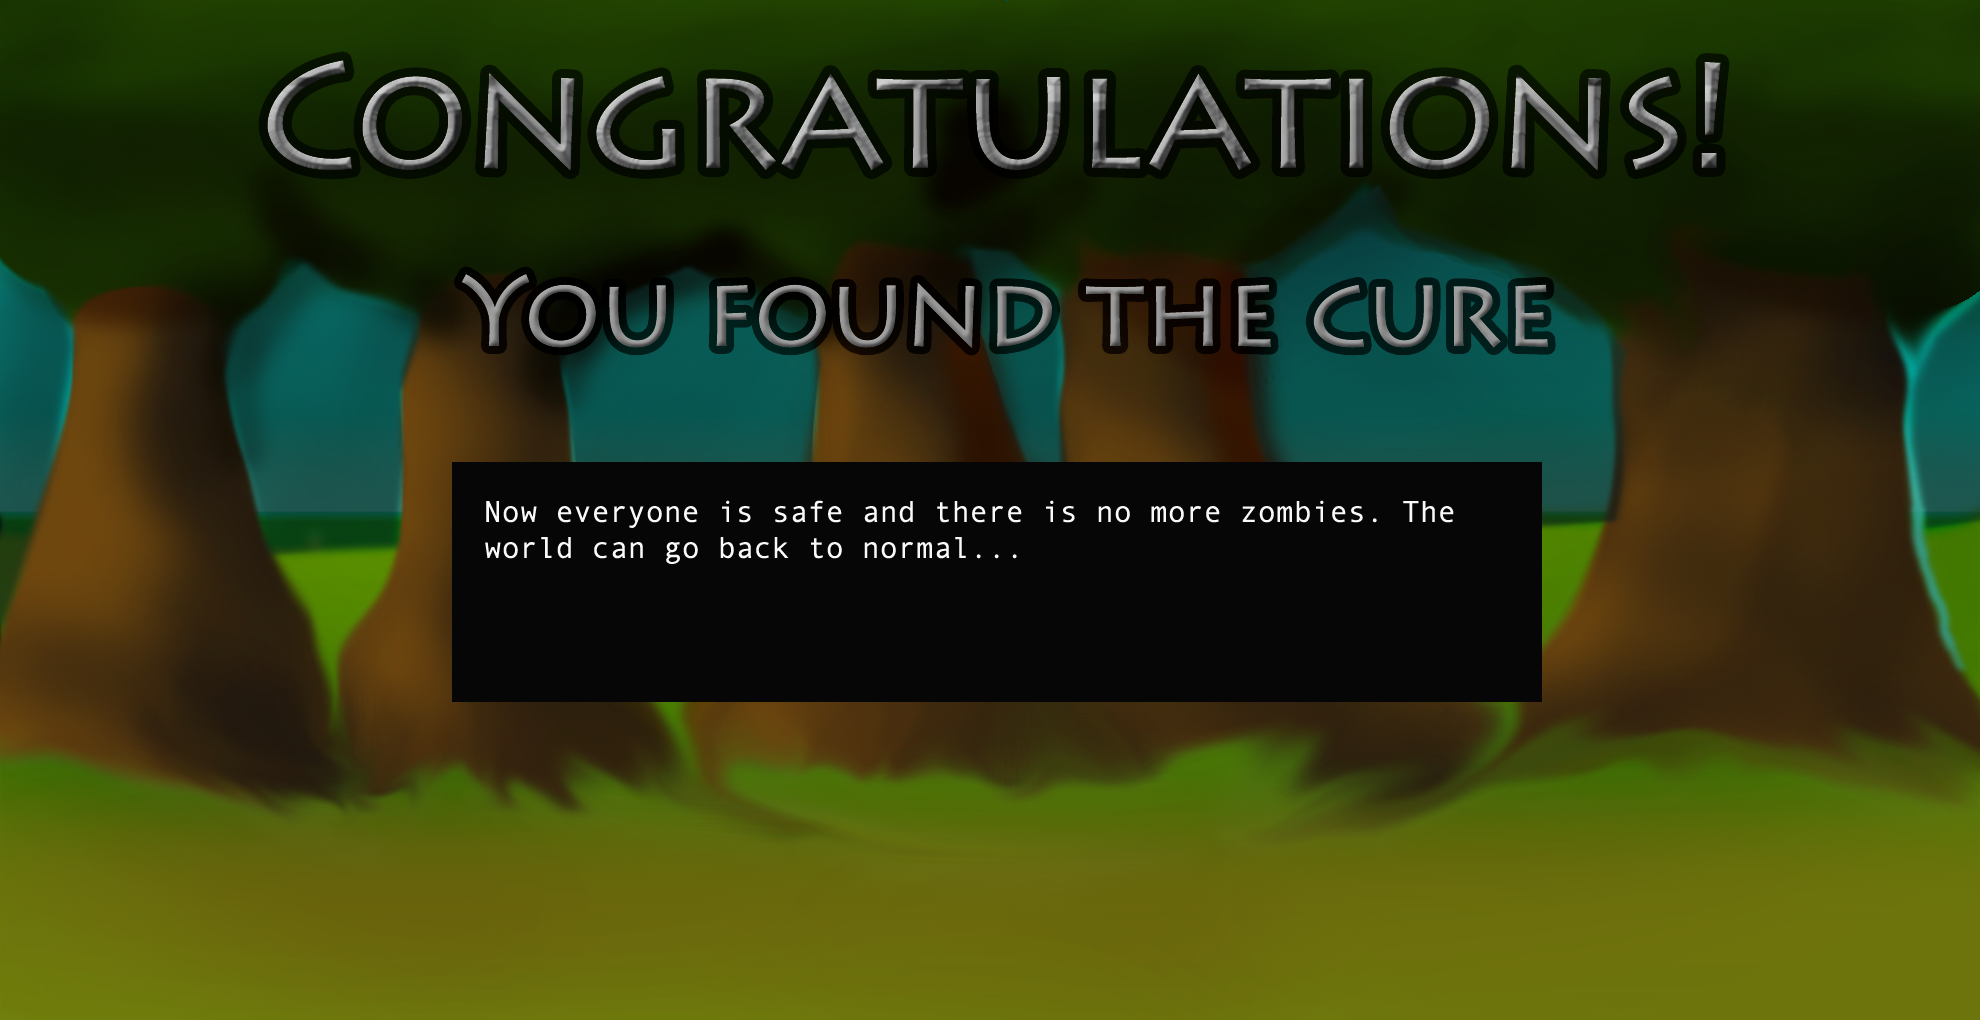 Congratulations!
You found the cure
Now everyone is safe and there is no more zombies. The
world can go back to normal...